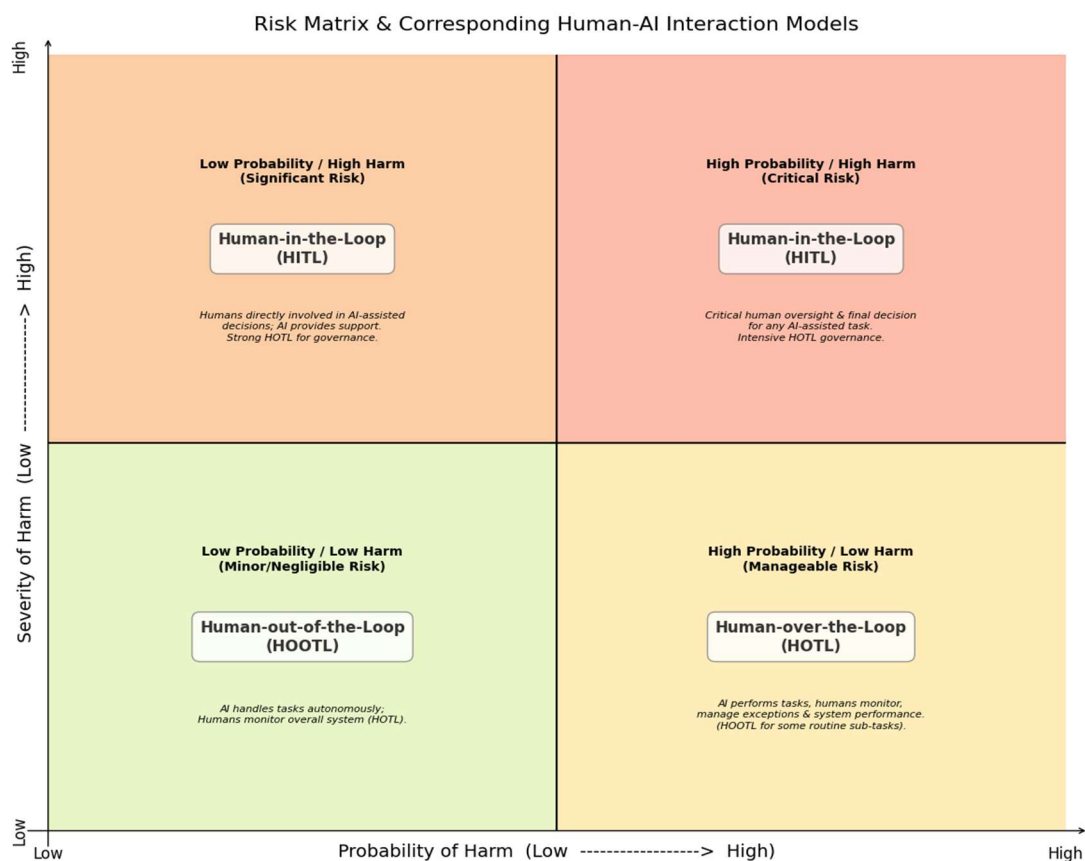 Risk Matrix & Corresponding Human-AI Interaction Models
High
Low Probability / High Harm
(Significant Risk)
Human-in-the-Loop
(HITL)
Humans directly involved in AI-assisted
decisions; AI provides support.
Strong HOTL for governance.
High Probability / High Harm
(Critical Risk)
Human-in-the-Loop
(HITL)
Critical human oversight & final decision
for any AI-assisted task.
Intensive HOTL governance.
Severity of Harm (Low -------------------> High)
Low Probability / Low Harm
(Minor/Negligible Risk)
Human-out-of-the-Loop
(HOOTL)
AI handles tasks autonomously;
Humans monitor overall system (HOTL).
High Probability / Low Harm
(Manageable Risk)
Human-over-the-Loop
(HOTL)
AI performs tasks, humans monitor,
manage exceptions & system performance.
(HOOTL for some routine sub-tasks).
Low
Low
Probability of Harm (Low -------------------> High)
High